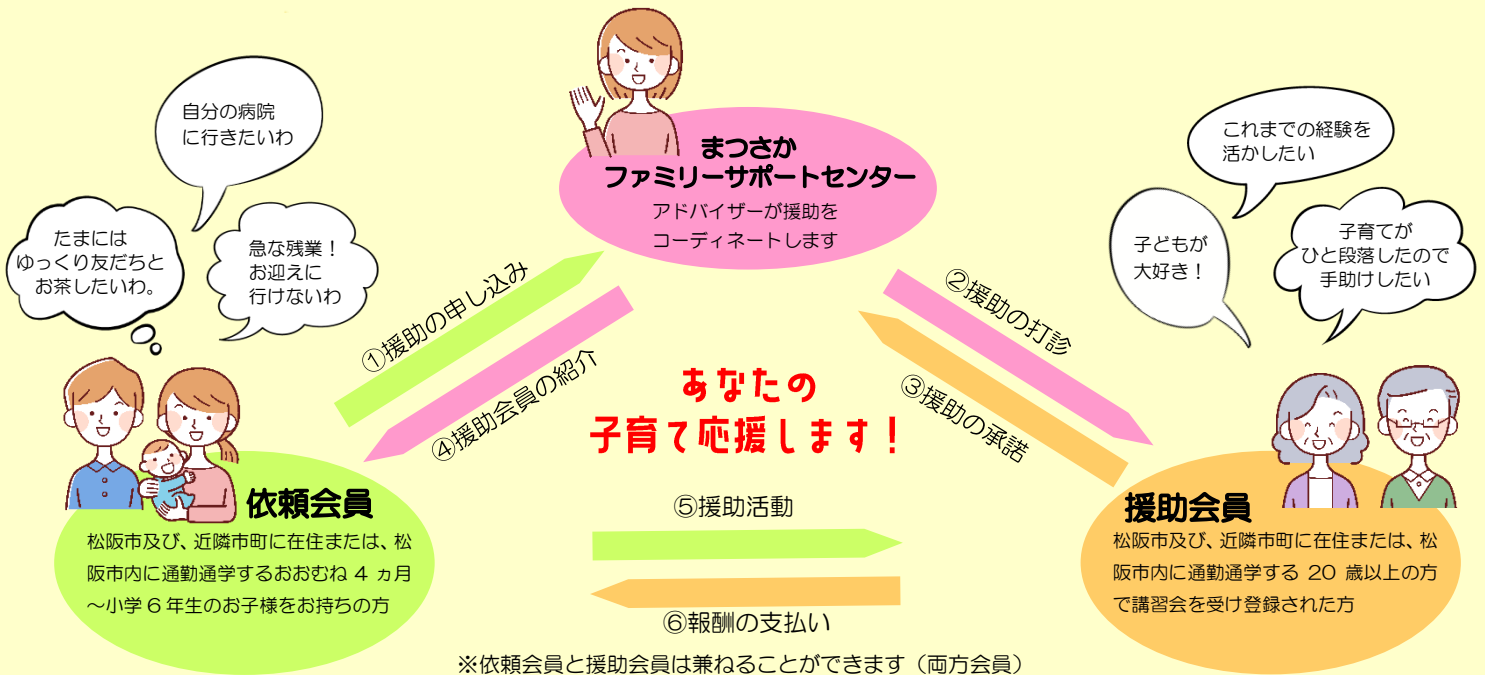 自分の病院
に行きたいわ
たまには
ゆっくり友だちと
お茶したいわ。
急な残業！
お迎えに
行けないわ
まつさか
ファミリーサポートセンター
アドバイザーが援助を
コーディネートします
これまでの経験を
活かしたい
子どもが
大好き！
子育てが
ひと段落したので
手助けしたい
①援助の申し込み
④援助会員の紹介
②援助の打診
③援助の承諾
あなたの
子育て応援します！
依頼会員
松阪市及び、近隣市町に在住または、松
阪市内に通勤通学するおおむね 4 ヵ月
～小学６年生のお子様をお持ちの方
⑤援助活動
⑥報酬の支払い
援助会員
松阪市及び、近隣市町に在住または、松
阪市内に通勤通学する 20 歳以上の方
で講習会を受け登録された方
※依頼会員と援助会員は兼ねることができます（両方会員）